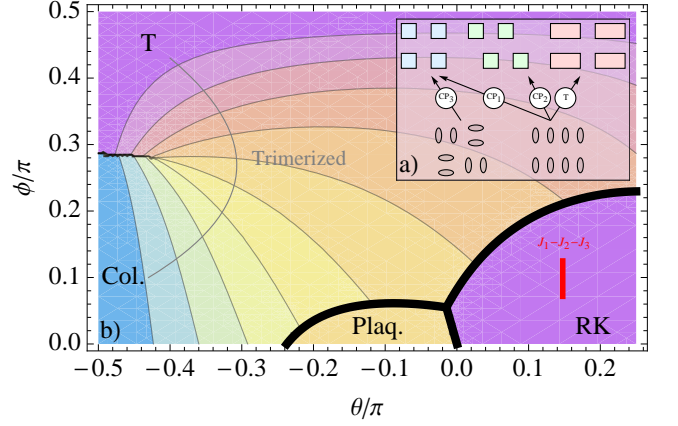 0.5
0.4
0.3
0.2
0.1
0.0
ϕ/π
T
Trimerized
Col.
b)
Plaq.
RK
J₁−J₂−J₃
CP₃
CP₁
CP₂
T
a)
−0.5 −0.4 −0.3 −0.2 −0.1 0.0 0.1 0.2
θ/π